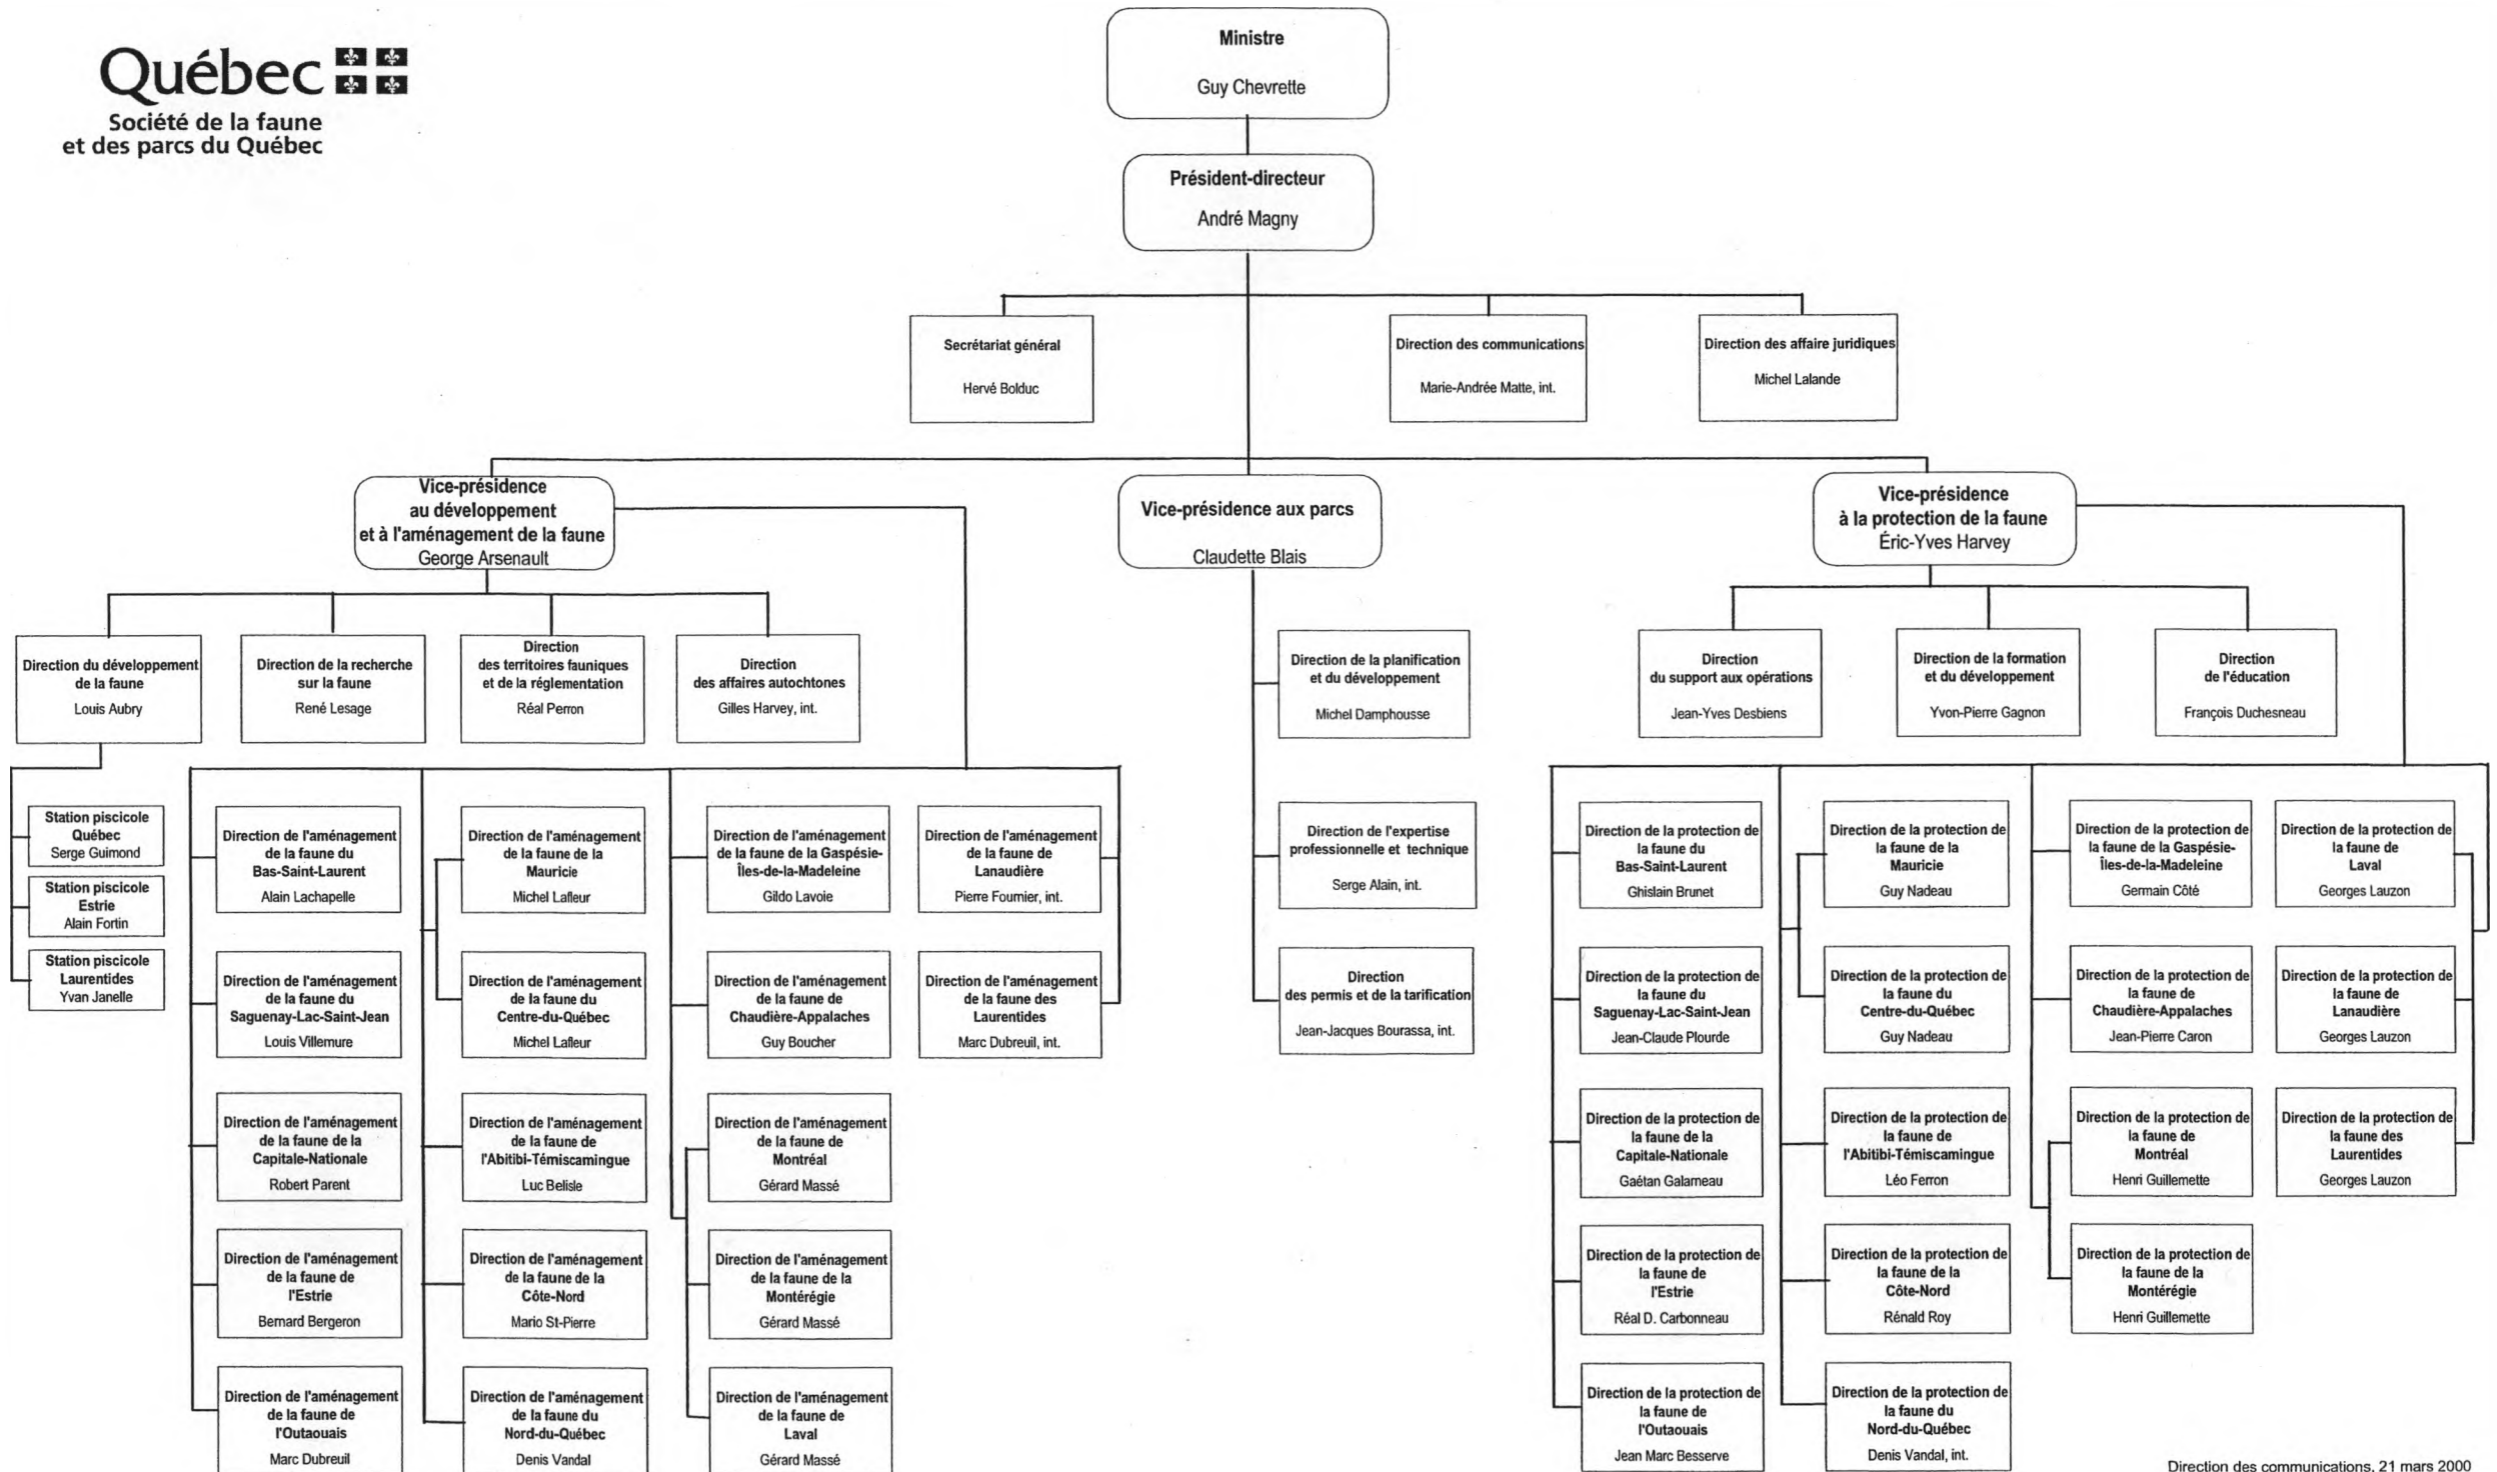 Québec
Société de la faune
et des parcs du Québec
Ministre
Guy Chevrette
Président-directeur
André Magny
Secrétariat général
Hervé Bolduc
Direction des communications
Marie-Andrée Matte, int.
Direction des affaire juridiques
Michel Lalande
Vice-présidence
au développement
et à l'aménagement de la faune
George Arsenault
Vice-présidence aux parcs
Claudette Blais
Vice-présidence
à la protection de la faune
Éric-Yves Harvey
Direction du développement
de la faune
Louis Aubry
Direction de la recherche
sur la faune
René Lesage
Direction
des territoires fauniques
et de la réglementation
Réal Perron
Direction
des affaires autochtones
Gilles Harvey, int.
Direction de la planification
et du développement
Michel Damphousse
Direction
du support aux opérations
Jean-Yves Desbiens
Direction de la formation
et du développement
Yvon-Pierre Gagnon
Direction
de l'éducation
François Duchesneau
Station piscicole
Québec
Serge Guimond
Station piscicole
Estrie
Alain Fortin
Station piscicole
Laurentides
Yvan Janelle
Direction de l'aménagement
de la faune du
Bas-Saint-Laurent
Alain Lachapelle
Direction de l'aménagement
de la faune du
Saguenay-Lac-Saint-Jean
Louis Villemure
Direction de l'aménagement
de la faune de la
Capitale-Nationale
Robert Parent
Direction de l'aménagement
de la faune de
l'Estrie
Bernard Bergeron
Direction de l'aménagement
de la faune de
l'Outaouais
Marc Dubreuil
Direction de l'aménagement
de la faune de la
Mauricie
Michel Lafleur
Direction de l'aménagement
de la faune du
Centre-du-Québec
Michel Lafleur
Direction de l'aménagement
de la faune de
l'Abitibi-Témiscamingue
Luc Belisle
Direction de l'aménagement
de la faune de la
Côte-Nord
Mario St-Pierre
Direction de l'aménagement
de la faune du
Nord-du-Québec
Denis Vandal
Direction de l'aménagement
de la faune de la Gaspésie-
Îles-de-la-Madeleine
Gildo Lavoie
Direction de l'aménagement
de la faune de
Chaudière-Appalaches
Guy Boucher
Direction de l'aménagement
de la faune de
Montréal
Gérard Massé
Direction de l'aménagement
de la faune de la
Montérégie
Gérard Massé
Direction de l'aménagement
de la faune de
Laval
Gérard Massé
Direction de l'aménagement
de la faune de
Lanaudière
Pierre Fournier, int.
Direction de l'aménagement
de la faune des
Laurentides
Marc Dubreuil, int.
Direction de l'expertise
professionnelle et technique
Serge Alain, int.
Direction
des permis et de la tarification
Jean-Jacques Bourassa, int.
Direction de la protection de
la faune du
Bas-Saint-Laurent
Ghislain Brunet
Direction de la protection de
la faune du
Saguenay-Lac-Saint-Jean
Jean-Claude Plourde
Direction de la protection de
la faune de la
Capitale-Nationale
Gaétan Galarneau
Direction de la protection de
la faune de
l'Estrie
Réal D. Carbonneau
Direction de la protection de
la faune de
l'Outaouais
Jean Marc Besserve
Direction de la protection de
la faune de la
Mauricie
Guy Nadeau
Direction de la protection de
la faune du
Centre-du-Québec
Guy Nadeau
Direction de la protection de
la faune de
l'Abitibi-Témiscamingue
Léo Ferron
Direction de la protection de
la faune de la
Côte-Nord
Rénald Roy
Direction de la protection de
la faune du
Nord-du-Québec
Denis Vandal, int.
Direction de la protection de
la faune de la Gaspésie-
Îles-de-la-Madeleine
Germain Côté
Direction de la protection de
la faune de
Chaudière-Appalaches
Jean-Pierre Caron
Direction de la protection de
la faune de
Montréal
Henri Guillemette
Direction de la protection de
la faune de la
Montérégie
Henri Guillemette
Direction de la protection de
la faune de
Laval
Georges Lauzon
Direction de la protection de
la faune de
Lanaudière
Georges Lauzon
Direction de la protection de
la faune des
Laurentides
Georges Lauzon
Direction des communications, 21 mars 2000